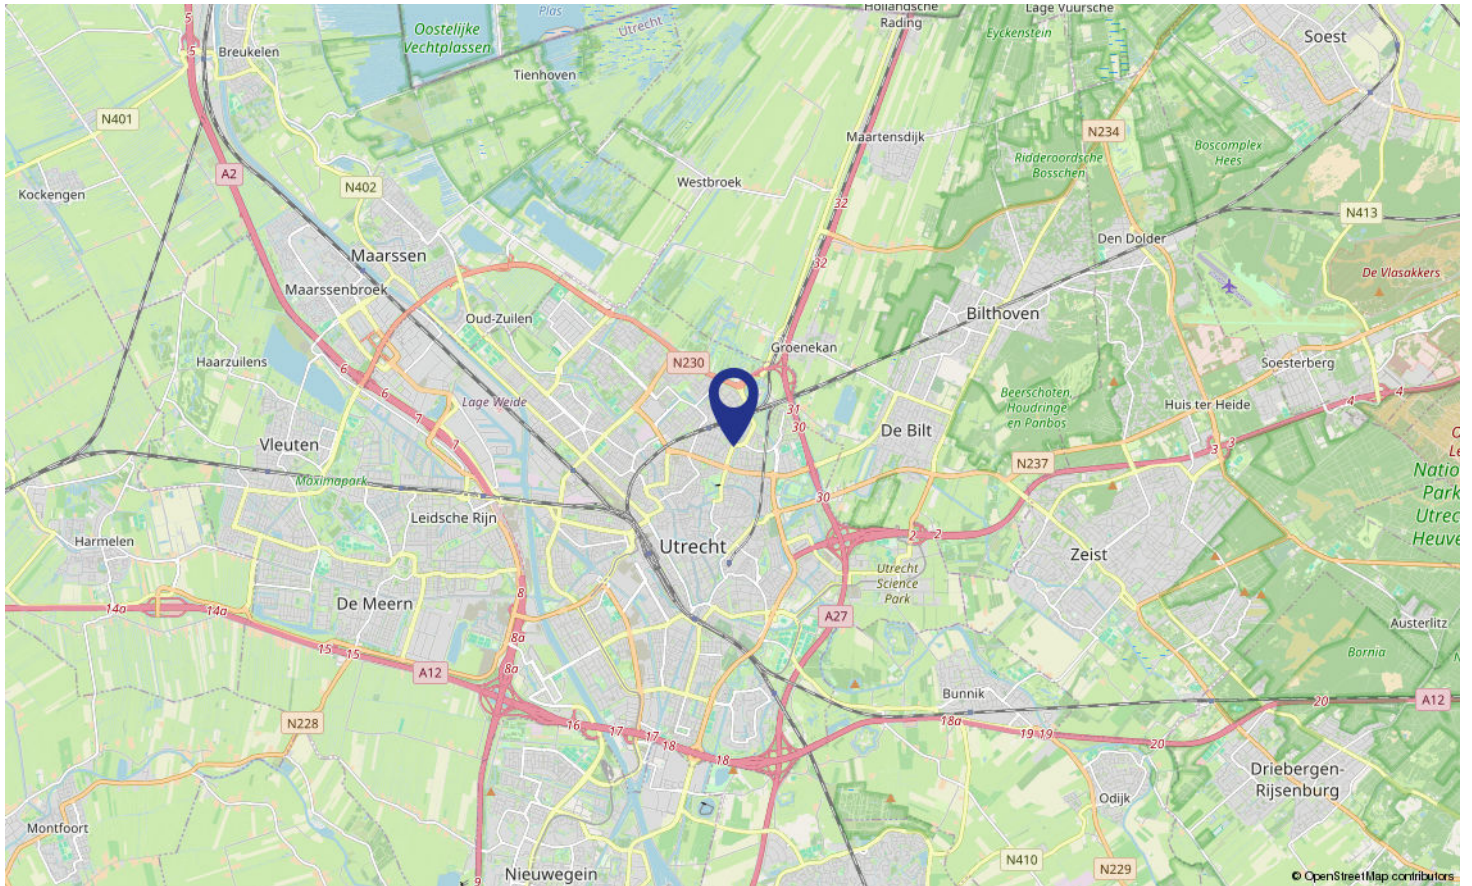 Hollandsche
Rading
Lage Vuursche
Plas
Utrecht
Oostelijke
Vechtplassen
Eyckenstein
Soest
5
5
Breukelen
Tienhoven
N401
N234
Maartensdijk
Boscomplex
Hees
Ridderoordsche
Bosschen
A2
N402
Westbroek
Kockengen
32
N413
Den Dolder
Maarssen
32
De Vlasakkers
Maarssenbroek
Oud-Zuilen
Bilthoven
Groenekan
Haarzuilens
N230
Soesterberg
6
6
4
4
Lage Weide
7
7
31
30
Beerschoten,
Houdringe
en Panbos
Huis ter Heide
De Bilt
Vleuten
3
3
N237
Natio
Park
Utrec
Heuve
Maximapark
30
Leidsche Rijn
2
2
Harmelen
Utrecht
Zeist
Utrecht
Science
Park
8
De Meern
14a
14a
A27
Austerlitz
8a
15
15
Bornia
8a
A12
Bunnik
20
A12
N228
16
17
17
18
18
18a
19
19
20
Driebergen-
Rijsenburg
Odijk
Montfoort
N410
N229
Nieuwegein
9
© OpenStreetMap contributors